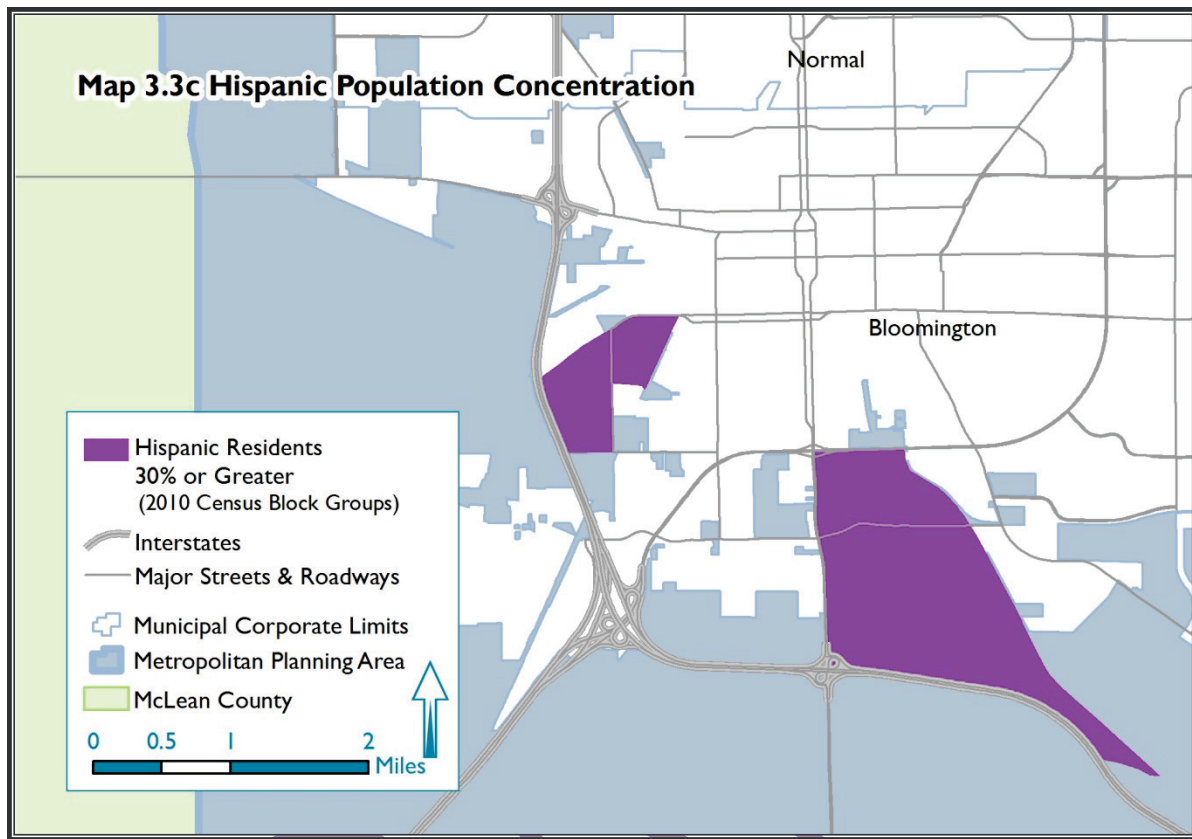 Normal
Map 3.3c Hispanic Population Concentration
Bloomington
Hispanic Residents
30% or Greater
(2010 Census Block Groups)
Interstates
Major Streets & Roadways
Municipal Corporate Limits
Metropolitan Planning Area
McLean County
0 0.5 1 2
Miles